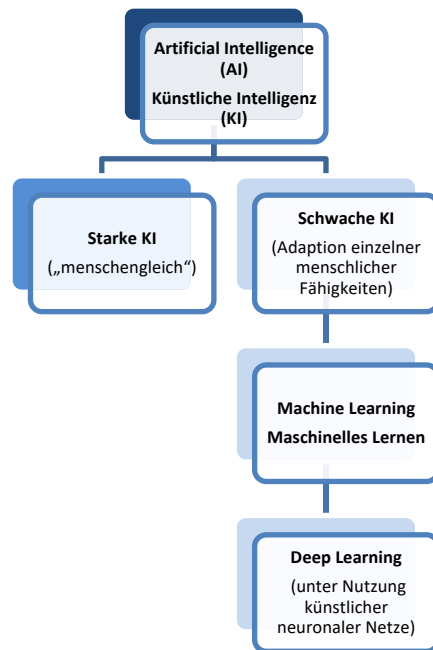 Artificial Intelligence
(AI)
Künstliche Intelligenz
(KI)
Starke KI
(„menschengleich“)
Schwache KI
(Adaption einzelner
menschlicher
Fähigkeiten)
Machine Learning
Maschinelles Lernen
Deep Learning
(unter Nutzung
künstlicher
neuronaler Netze)